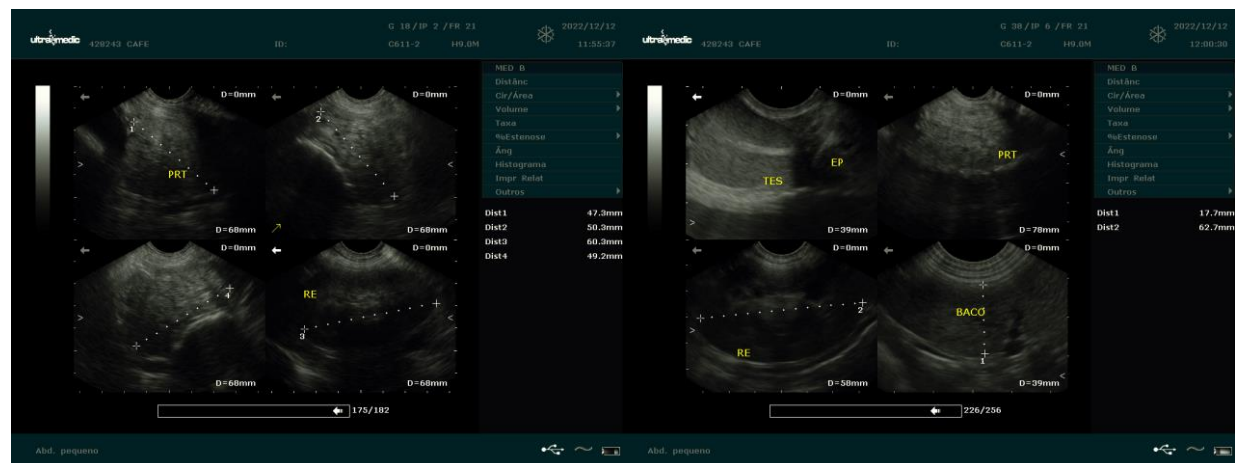 ultramedic
428243 CAFE
ID:
G 18/IP 2 /FR 21
C611-2 H9.0M
2022/12/12
11:55:37
D=0mm
D=0mm
1
2
PRT
D=68mm
D=68mm
D=0mm
D=0mm
4
RE
3
D=68mm
D=68mm
175/182
MED B
Distânc
Cir/Área
Volume
Taxa
%Estenose
Âng
Histograma
Impr Relat
Outros
Dist1 47.3mm
Dist2 50.3mm
Dist3 60.3mm
Dist4 49.2mm
Abd. pequeno
ultramedic
428243 CAFE
ID:
G 38/IP 6 /FR 21
C611-2 H9.0M
2022/12/12
12:00:30
D=0mm
D=0mm
EP
TES
PRT
D=39mm
D=78mm
D=0mm
D=0mm
2
BACO
RE
1
D=58mm
D=39mm
226/256
MED B
Distânc
Cir/Área
Volume
Taxa
%Estenose
Âng
Histograma
Impr Relat
Outros
Dist1 17.7mm
Dist2 62.7mm
Abd. pequeno